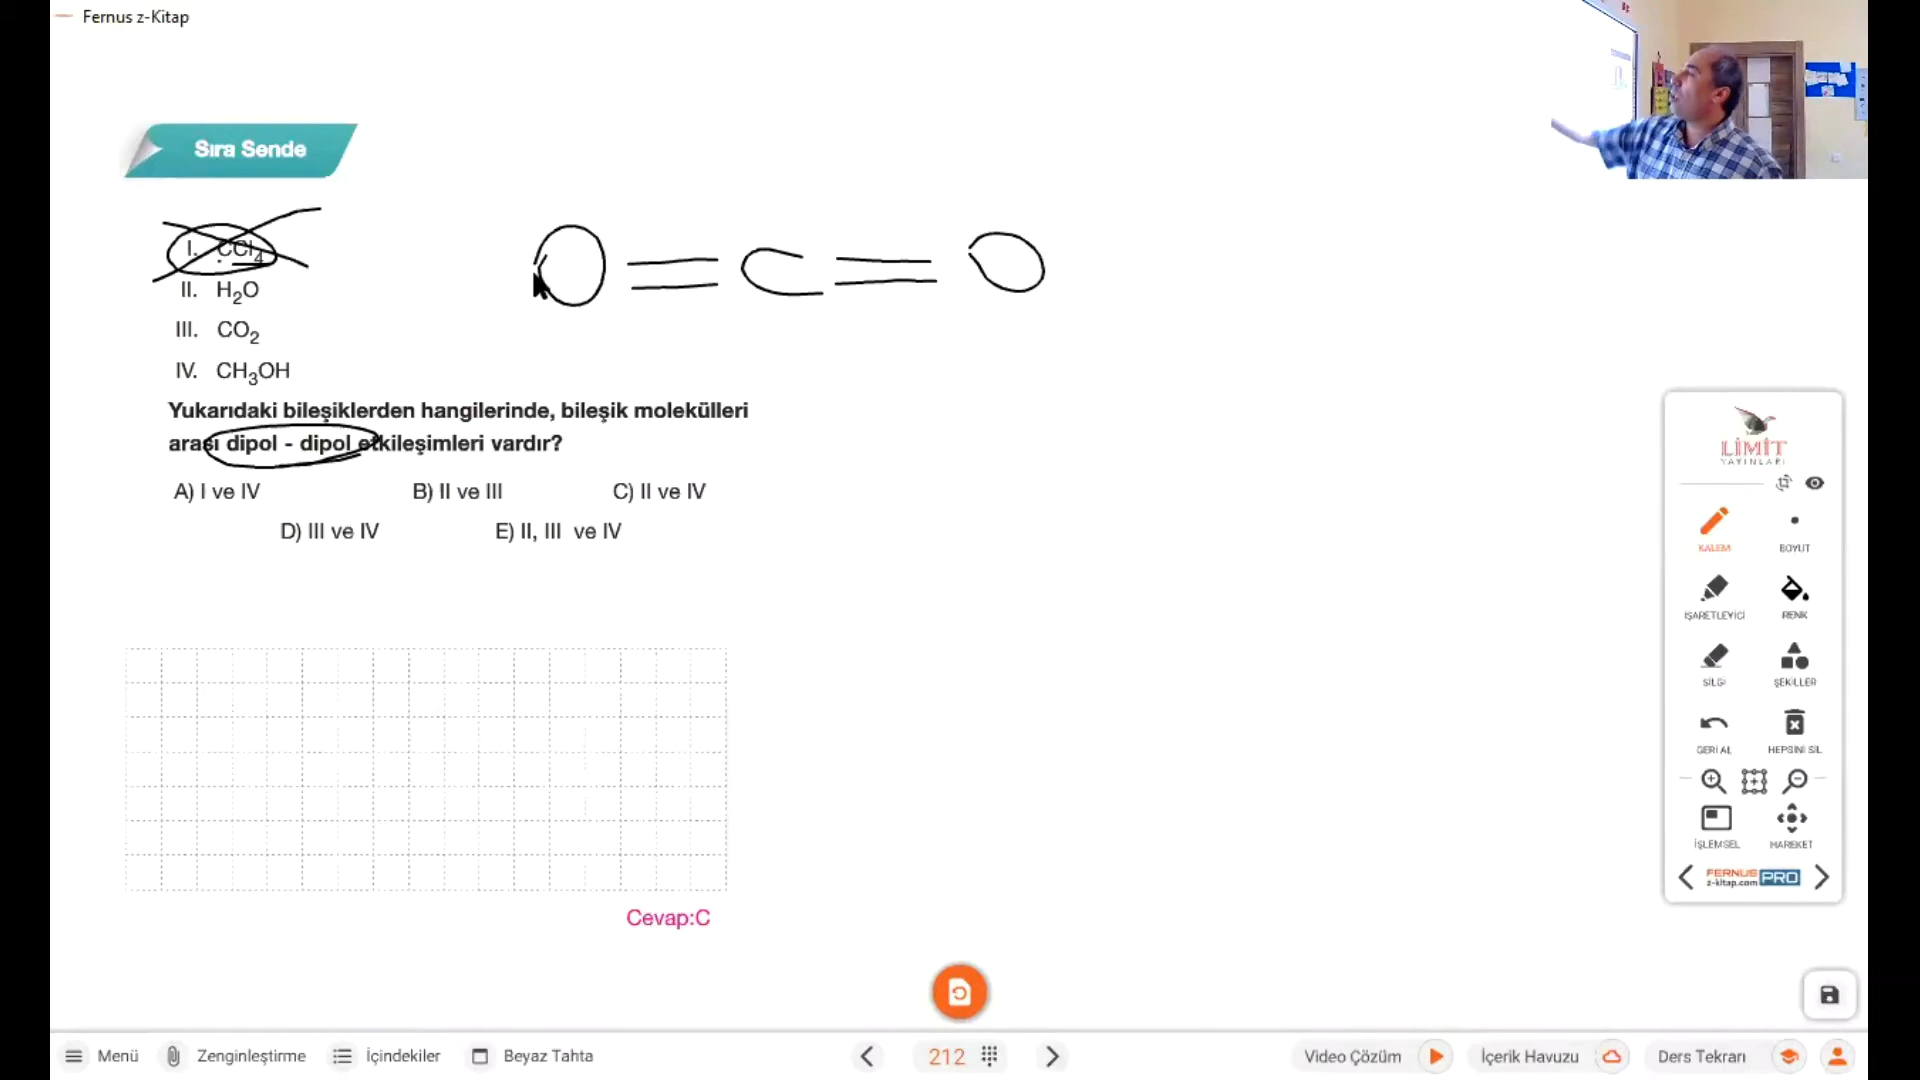 Fernus z-Kitap
Sıra Sende
I. CCl4
II. H2O
III. CO2
IV. CH3OH
O = C = O
Yukarıdaki bileşiklerden hangilerinde, bileşik molekülleri
arası dipol - dipol etkileşimleri vardır?
A) I ve IV B) II ve III C) II ve IV
D) III ve IV E) II, III ve IV
Cevap:C
LİMİT
YAYINLARI
KALEM BOYUT
İŞARETLEYİCİ RENK
SİLGİ ŞEKİLLER
GERİ AL HEPSİNİ SİL
İŞLEMSEL HAREKET
FERNUS PRO
z-kitap.com
Menü Zenginleştirme İçindekiler Beyaz Tahta 212 Video Çözüm İçerik Havuzu Ders Tekrarı